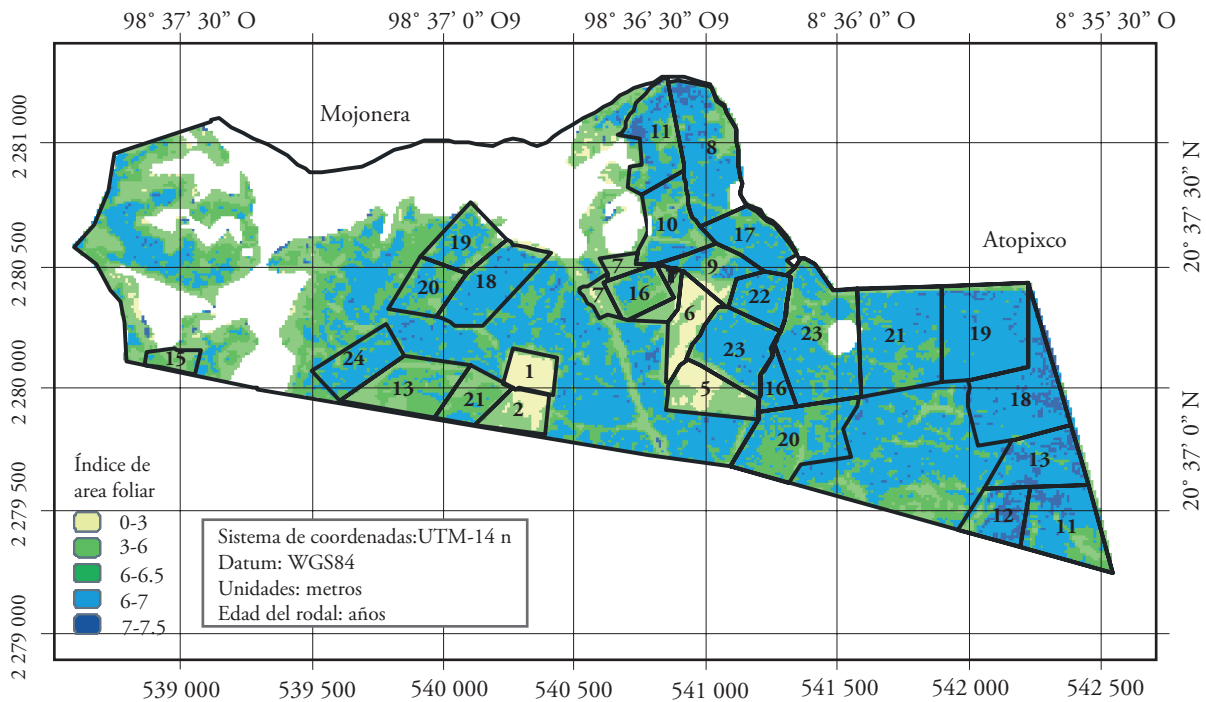 98° 37' 30” O
98° 37' 0” O9
98° 36' 30” O9
8° 36' 0” O
8° 35' 30” O
Mojonera
Atopixco
2 281 000
2 280 500
2 280 000
2 279 500
2 279 000
20° 37' 30” N
20° 37' 0” N
11
8
10
17
19
7
9
18
20
7
16
22
6
23
23
21
19
15
24
1
13
5
16
18
21
2
20
13
12
11
Índice de
area foliar
0-3
3-6
6-6.5
6-7
7-7.5
Sistema de coordenadas:UTM-14 n
Datum: WGS84
Unidades: metros
Edad del rodal: años
539 000
539 500
540 000
540 500
541 000
541 500
542 000
542 500